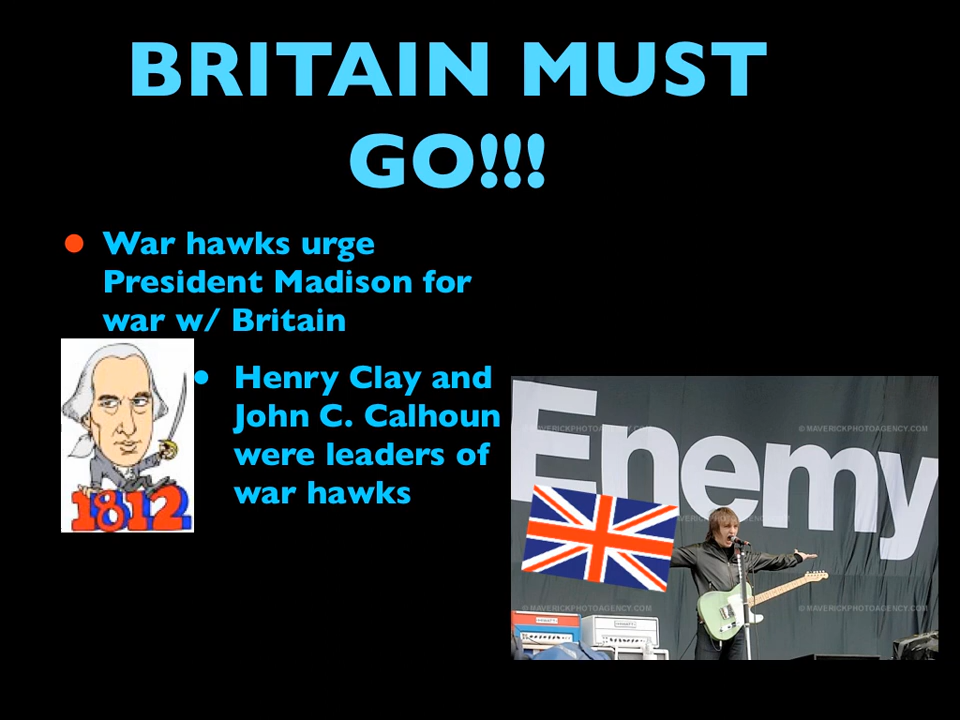 BRITAIN MUST
GO!!!
War hawks urge
President Madison for
war w/ Britain
Henry Clay and
John C. Calhoun
were leaders of
war hawks
1812
Enemy
© MAVERICKPHOTOAGENCY.COM
© MAVERICKPHOTOAGENCY.COM
© MAVERICKPHOTOAGENCY.COM